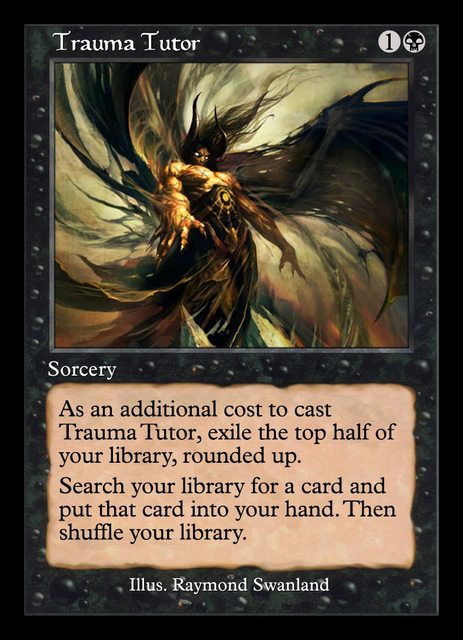 Trauma Tutor 1
Sorcery
As an additional cost to cast
Trauma Tutor, exile the top half of
your library, rounded up.
Search your library for a card and
put that card into your hand. Then
shuffle your library.
Illus. Raymond Swanland